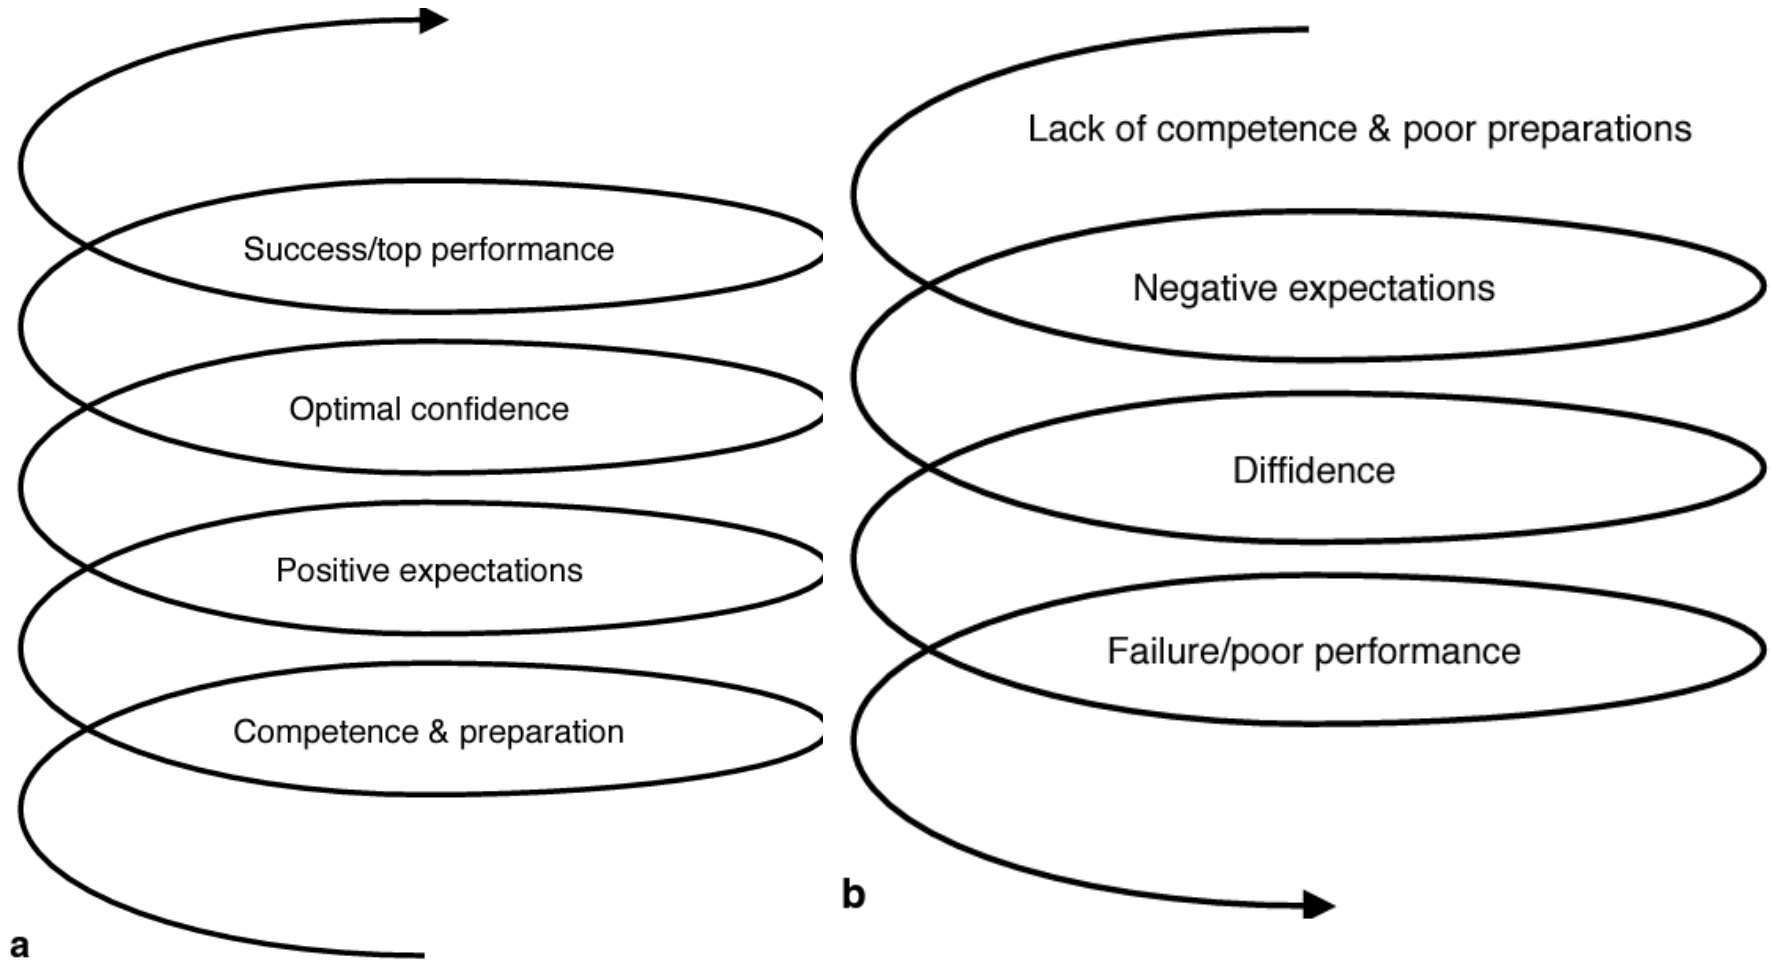 Success/top performance
Optimal confidence
Positive expectations
Competence & preparation
a
Lack of competence & poor preparations
Negative expectations
Diffidence
Failure/poor performance
b